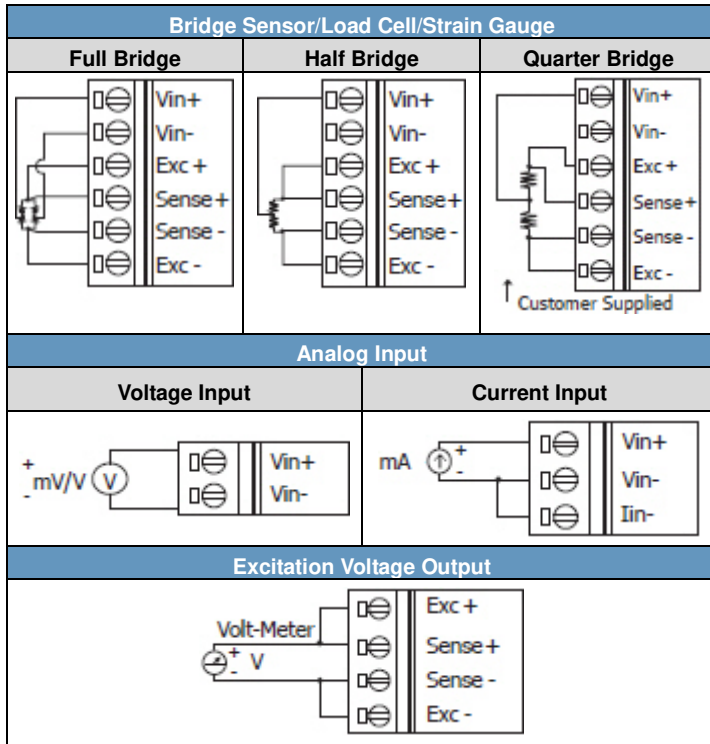 Bridge Sensor/Load Cell/Strain Gauge
Full Bridge
Half Bridge
Quarter Bridge
Vin+
Vin-
Exc +
Sense+
Sense -
Exc -
Vin+
Vin-
Exc +
Sense+
Sense -
Exc -
Vin+
Vin-
Exc +
Sense+
Sense -
Exc -
↑ Customer Supplied
Analog Input
Voltage Input
Current Input
+
-
mV/V
V
Vin+
Vin-
mA
+
-
Vin+
Vin-
Iin-
Excitation Voltage Output
Volt-Meter
+
-
V
Exc +
Sense+
Sense -
Exc -